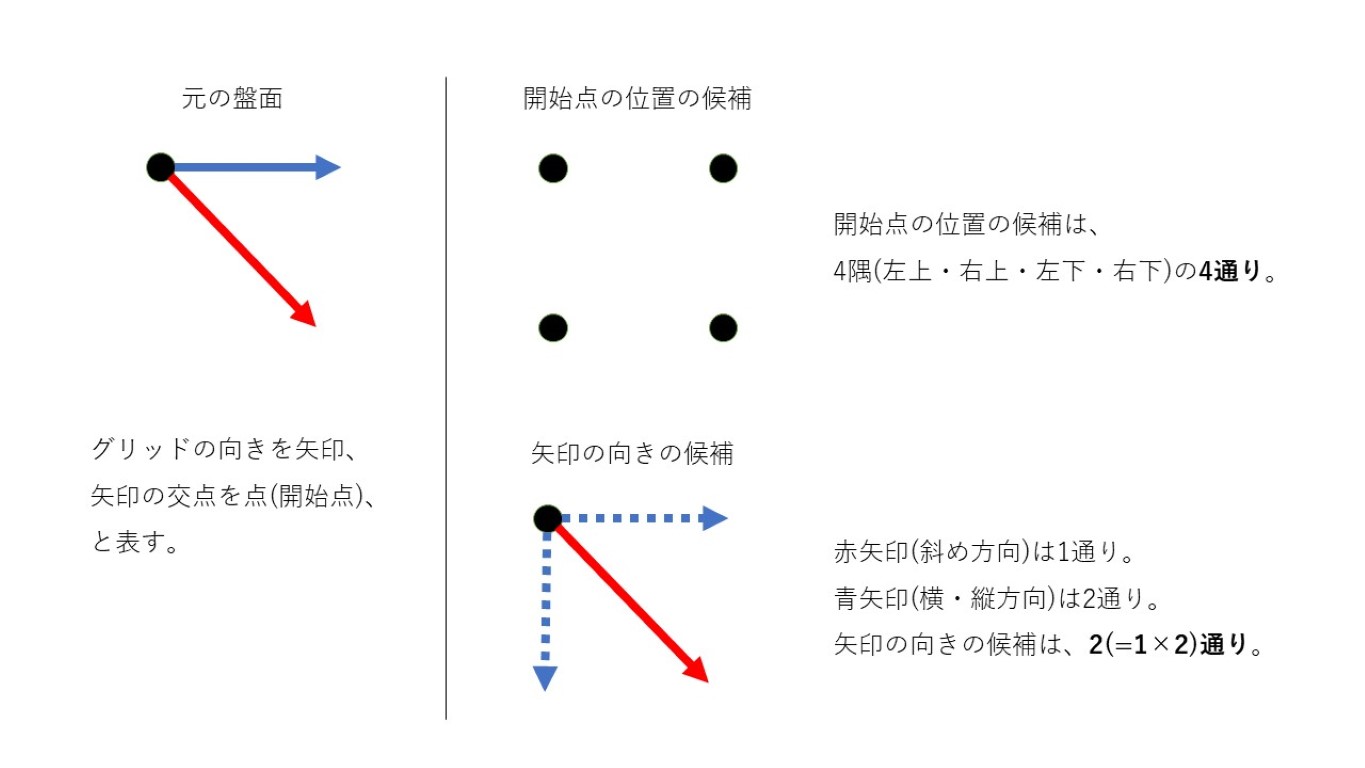 元の盤面
グリッドの向きを矢印、
矢印の交点を点(開始点)、
と表す。
開始点の位置の候補
開始点の位置の候補は、
4隅(左上・右上・左下・右下)の4通り。
矢印の向きの候補
赤矢印(斜め方向)は1通り。
青矢印(横・縦方向)は2通り。
矢印の向きの候補は、2(=1×2)通り。